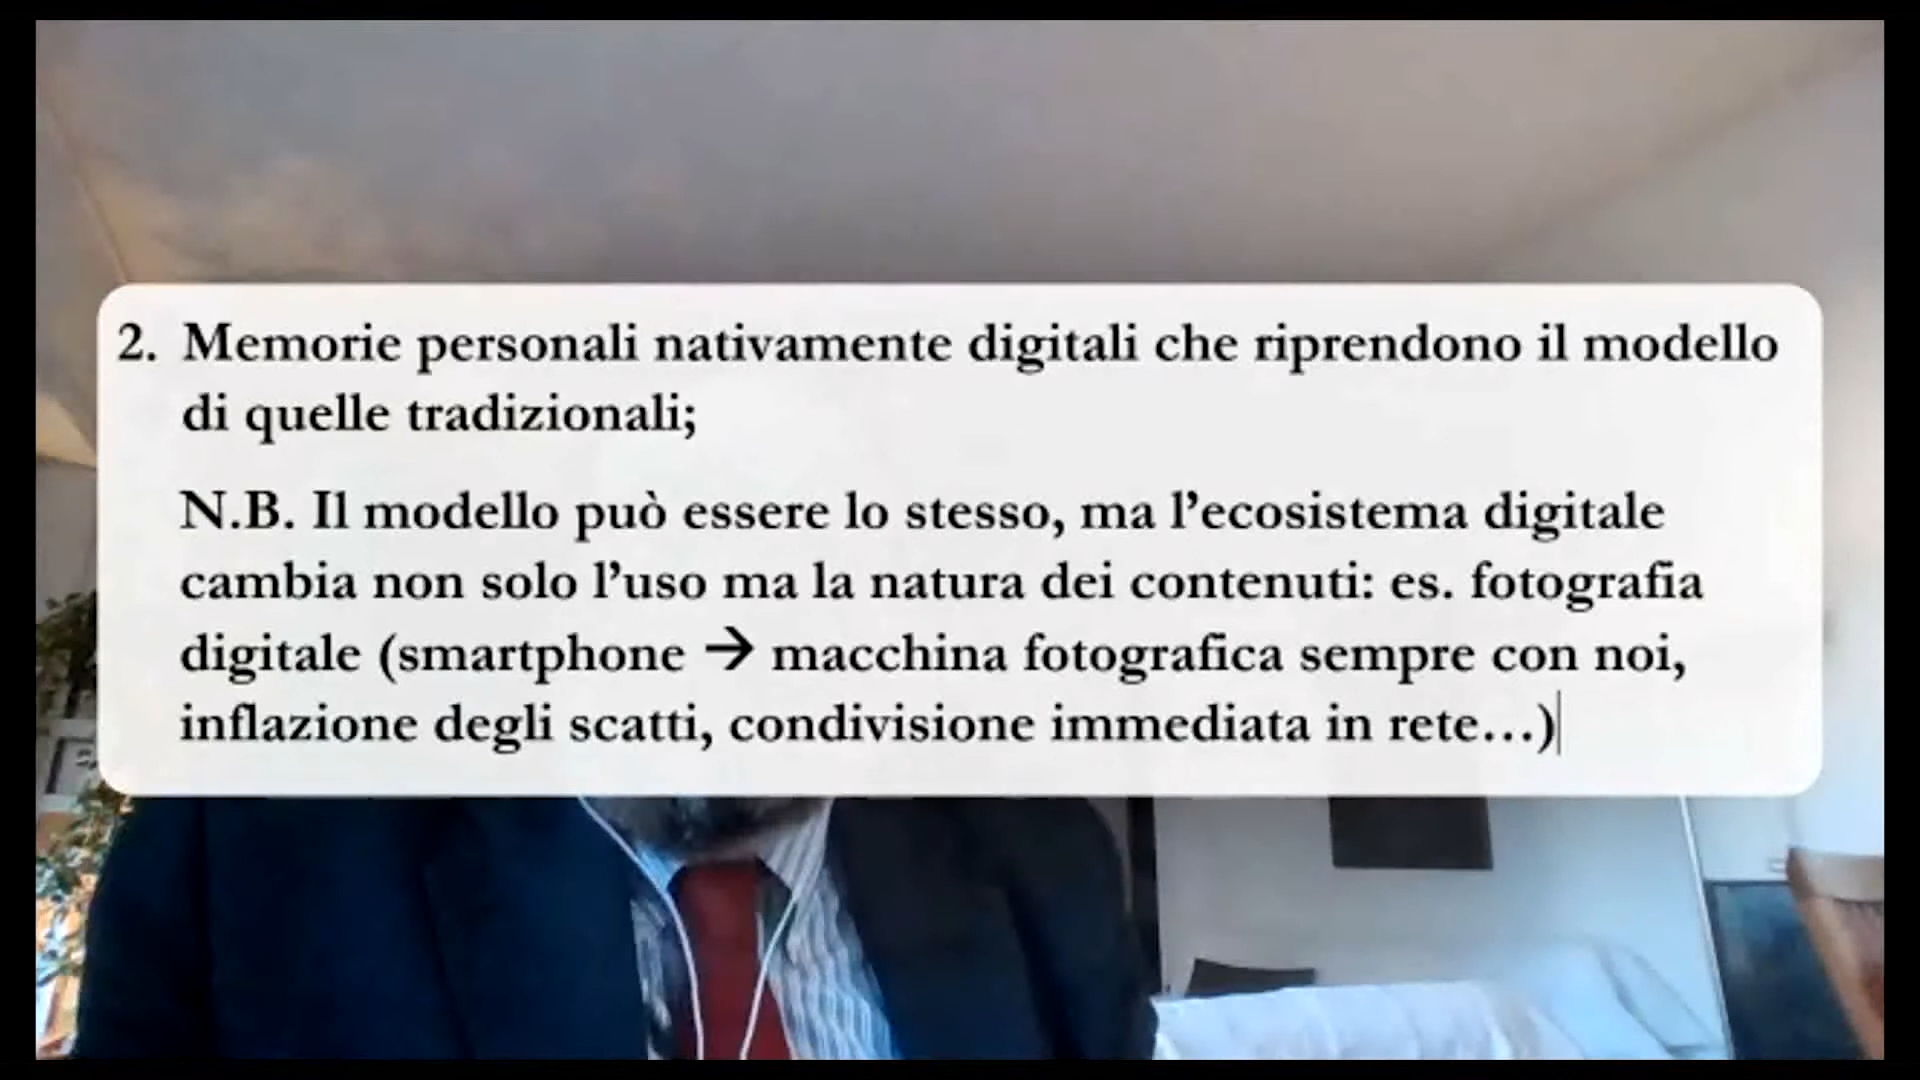 2. Memorie personali nativamente digitali che riprendono il modello
di quelle tradizionali;
N.B. Il modello può essere lo stesso, ma l’ecosistema digitale
cambia non solo l’uso ma la natura dei contenuti: es. fotografia
digitale (smartphone → macchina fotografica sempre con noi,
inflazione degli scatti, condivisione immediata in rete…)